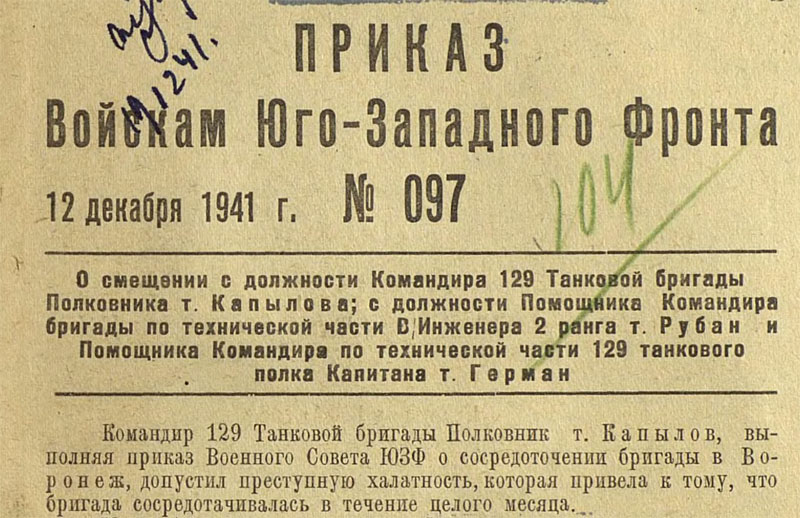 19/1241.
ПРИКАЗ
Войскам Юго-Западного Фронта
12 декабря 1941 г. № 097
104
О смещении с должности Командира 129 Танковой бригады
Полковника т. Капылова; с должности Помощника Командира
бригады по технической части В/Инженера 2 ранга т. Рубан и
Помощника Командира по технической части 129 танкового
полка Капитана т. Герман
Командир 129 Танковой бригады Полковник т. Капылов, вы-
полняя приказ Военного Совета ЮЗФ о сосредоточении бригады в Во-
ронеж, допустил преступную халатность, которая привела к тому, что
бригада сосредотачивалась в течение целого месяца.